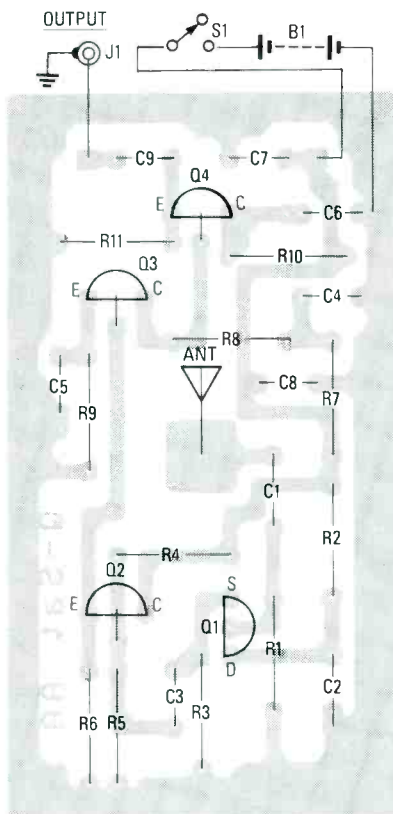 OUTPUT
J1
S1
B1
C9
C7
Q4
E
C
C6
R11
R10
Q3
E
C
C4
R8
ANT
C5
R9
C8
R7
C1
R2
R4
Q2
E
C
S
Q1
D
R1
C3
R6
R5
R3
C2